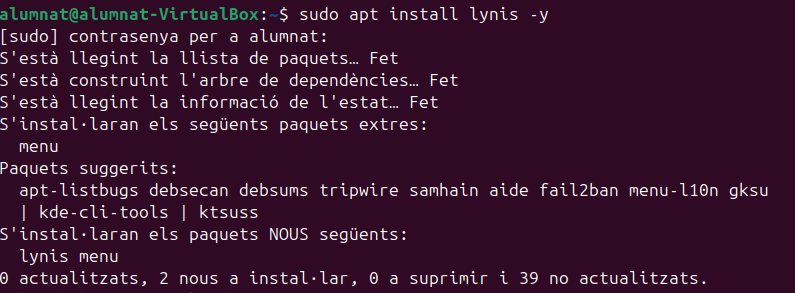 alumnat@alumnat-VirtualBox:~$ sudo apt install lynis -y
[sudo] contrasenya per a alumnat:
S'està llegint la llista de paquets… Fet
S'està construint l'arbre de dependències… Fet
S'està llegint la informació de l'estat… Fet
S'instal·laran els següents paquets extres:
  menu
Paquets suggerits:
  apt-listbugs debsecan debsums tripwire samhain aide fail2ban menu-l10n gksu
  | kde-cli-tools | ktsuss
S'instal·laran els paquets NOUS següents:
  lynis menu
0 actualitzats, 2 nous a instal·lar, 0 a suprimir i 39 no actualitzats.